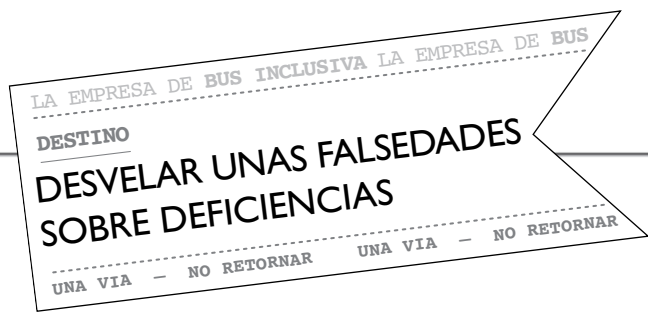 LA EMPRESA DE BUS INCLUSIVA LA EMPRESA DE BUS
DESTINO
DESVELAR UNAS FALSEDADES
SOBRE DEFICIENCIAS
UNA VIA – NO RETORNAR UNA VIA – NO RETORNAR